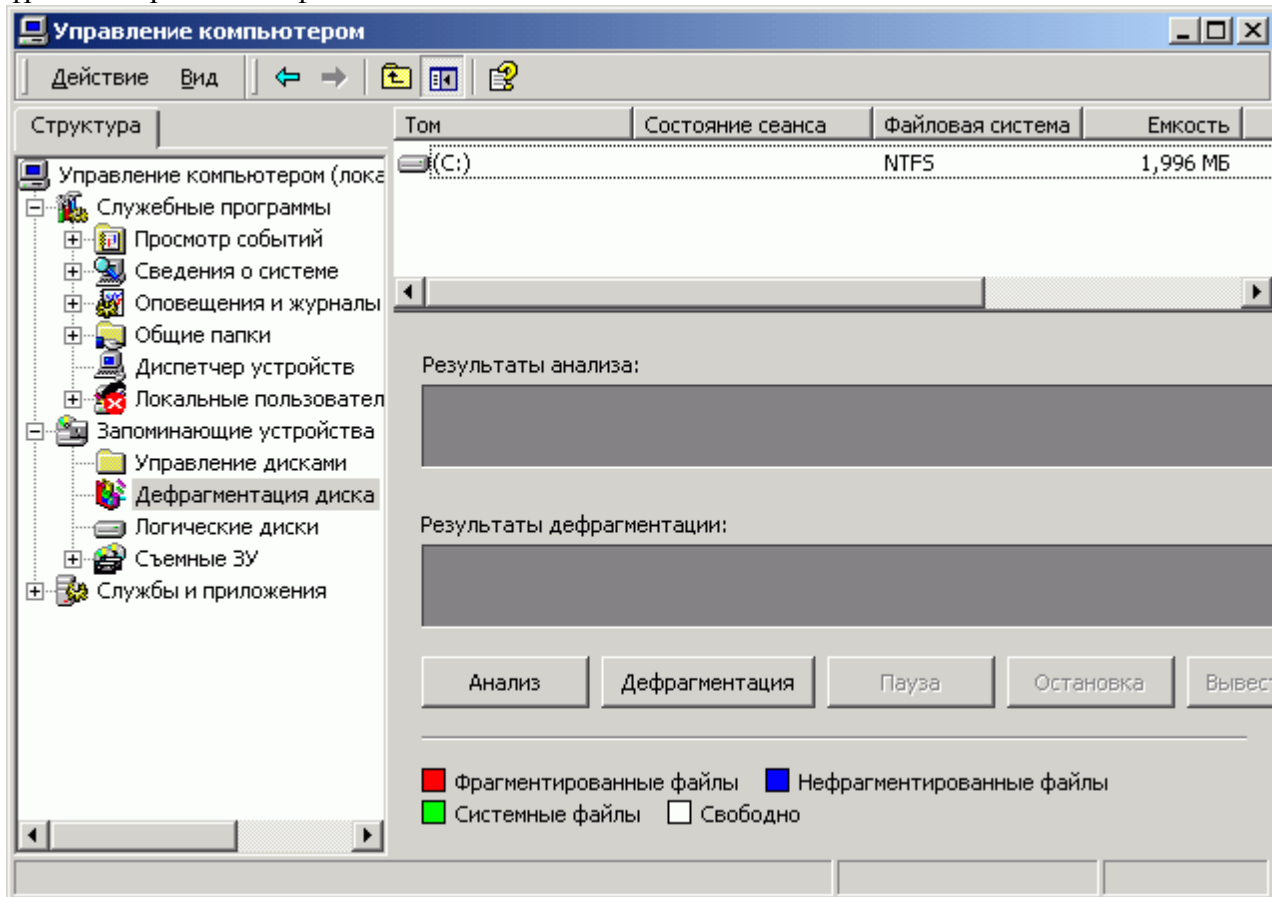 Управление компьютером
Действие Вид
Структура
Том Состояние сеанса Файловая система Емкость
(C:) NTFS 1,996 МБ
Управление компьютером (лока
Служебные программы
Просмотр событий
Сведения о системе
Оповещения и журналы
Общие папки
Диспетчер устройств
Локальные пользовател
Запоминающие устройства
Управление дисками
Дефрагментация диска
Логические диски
Съемные ЗУ
Службы и приложения
Результаты анализа:
Результаты дефрагментации:
Анализ Дефрагментация Пауза Остановка Вывес
Фрагментированные файлы Нефрагментированные файлы
Системные файлы Свободно